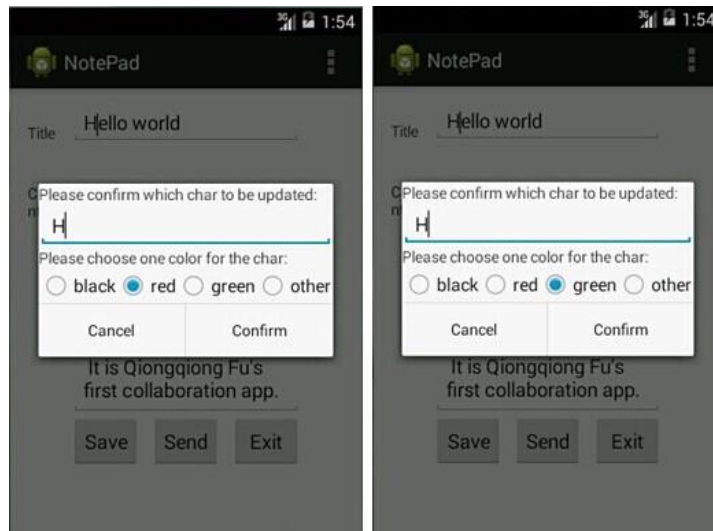 3G 1:54
NotePad
Title Hello world
Please confirm which char to be updated:
H
Please choose one color for the char:
black red green other
Cancel Confirm
It is Qiongqiong Fu's
first collaboration app.
Save Send Exit
3G 1:54
NotePad
Title Hello world
Please confirm which char to be updated:
H
Please choose one color for the char:
black red green other
Cancel Confirm
It is Qiongqiong Fu's
first collaboration app.
Save Send Exit